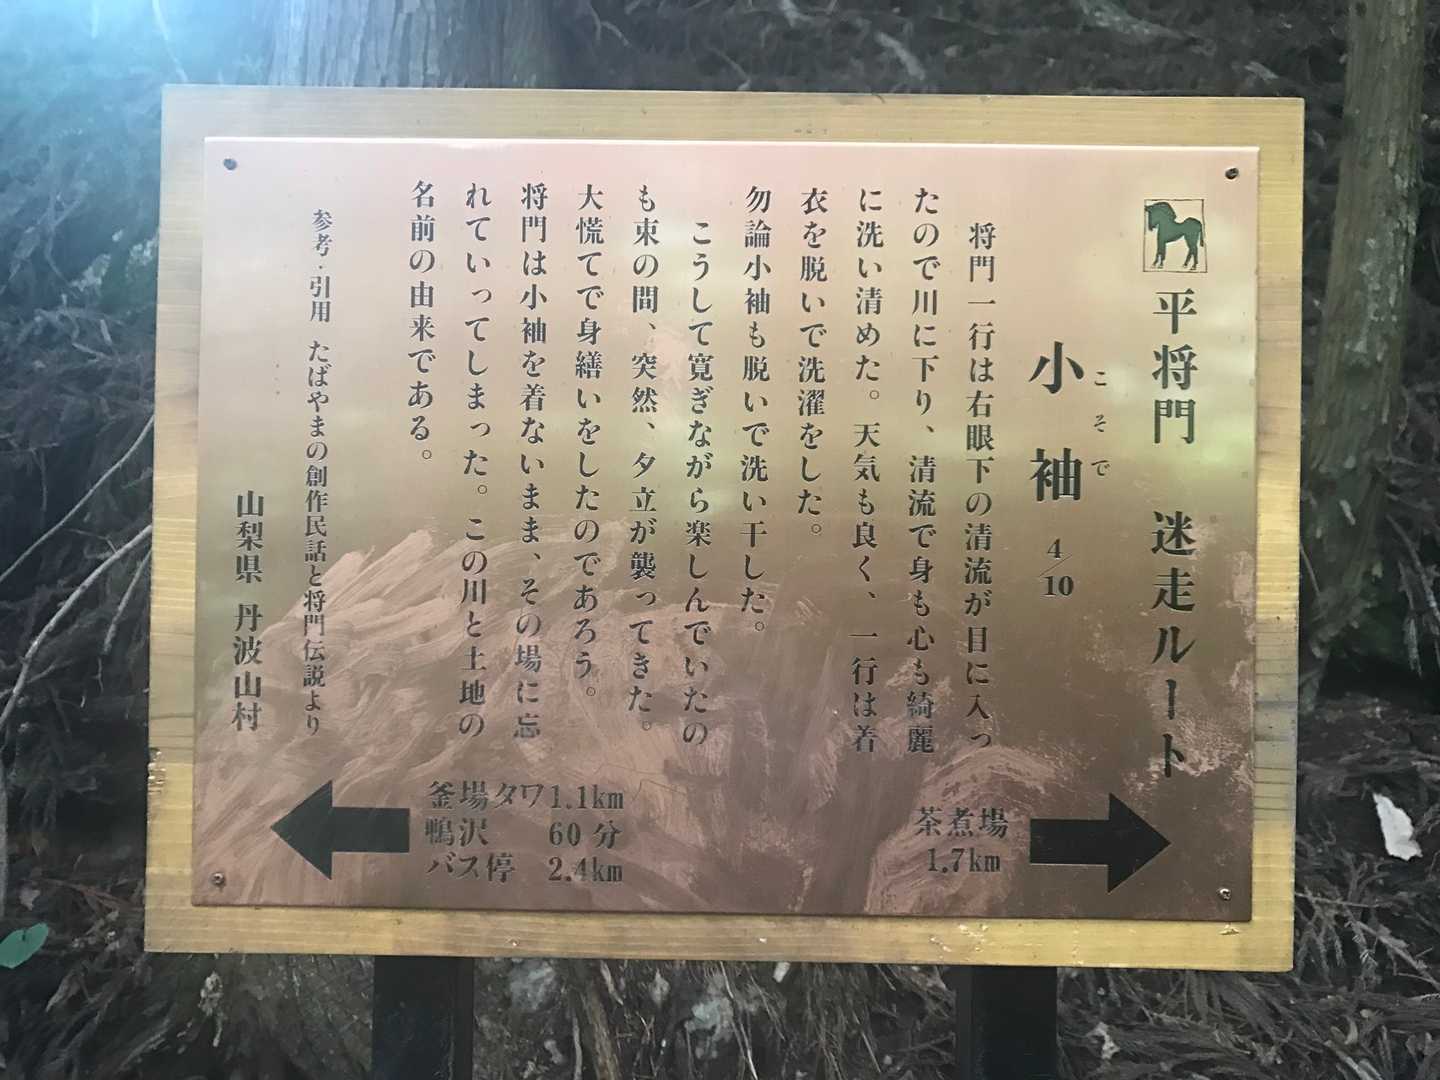 平将門 迷走ルート
小袖 4/10
こそで
将門一行は右眼下の清流が目に入っ
たので川に下り、清流で身も心も綺麗
に洗い清めた。天気も良く、一行は着
衣を脱いで洗濯をした。
勿論小袖も脱いで洗い干した。
こうして寛ぎながら楽しんでいたの
も束の間、突然、夕立が襲ってきた。
大慌てで身繕いをしたのであろう。
将門は小袖を着ないまま、その場に忘
れていってしまった。この川と土地の
名前の由来である。
参考・引用 たばやまの創作民話と将門伝説より
山梨県 丹波山村
釜場タワ1.1km
鴨沢 60分
バス停 2.4km
茶煮場
1.7km